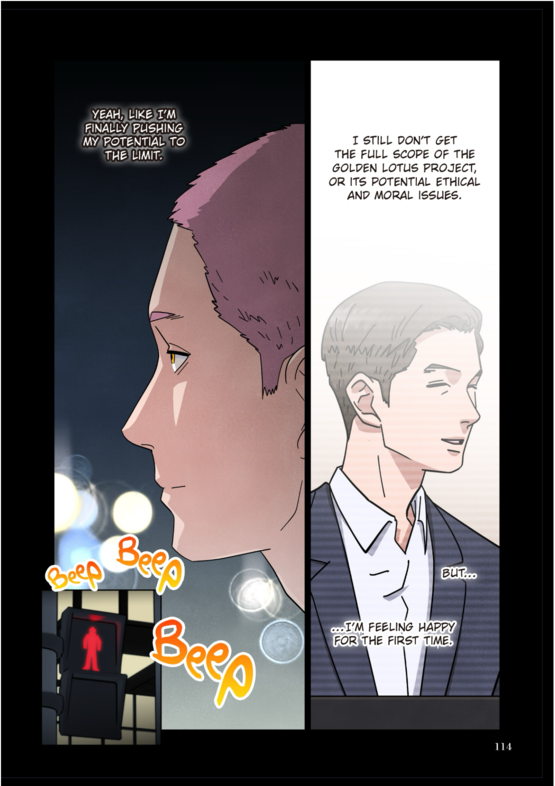 I STILL DON'T GET
THE FULL SCOPE OF THE
GOLDEN LOTUS PROJECT,
OR ITS POTENTIAL ETHICAL
AND MORAL ISSUES.
BUT...
...I'M FEELING HAPPY
FOR THE FIRST TIME.
YEAH, LIKE I'M
FINALLY PUSHING
MY POTENTIAL TO
THE LIMIT.
BEEP
BEEP
BEEP
114